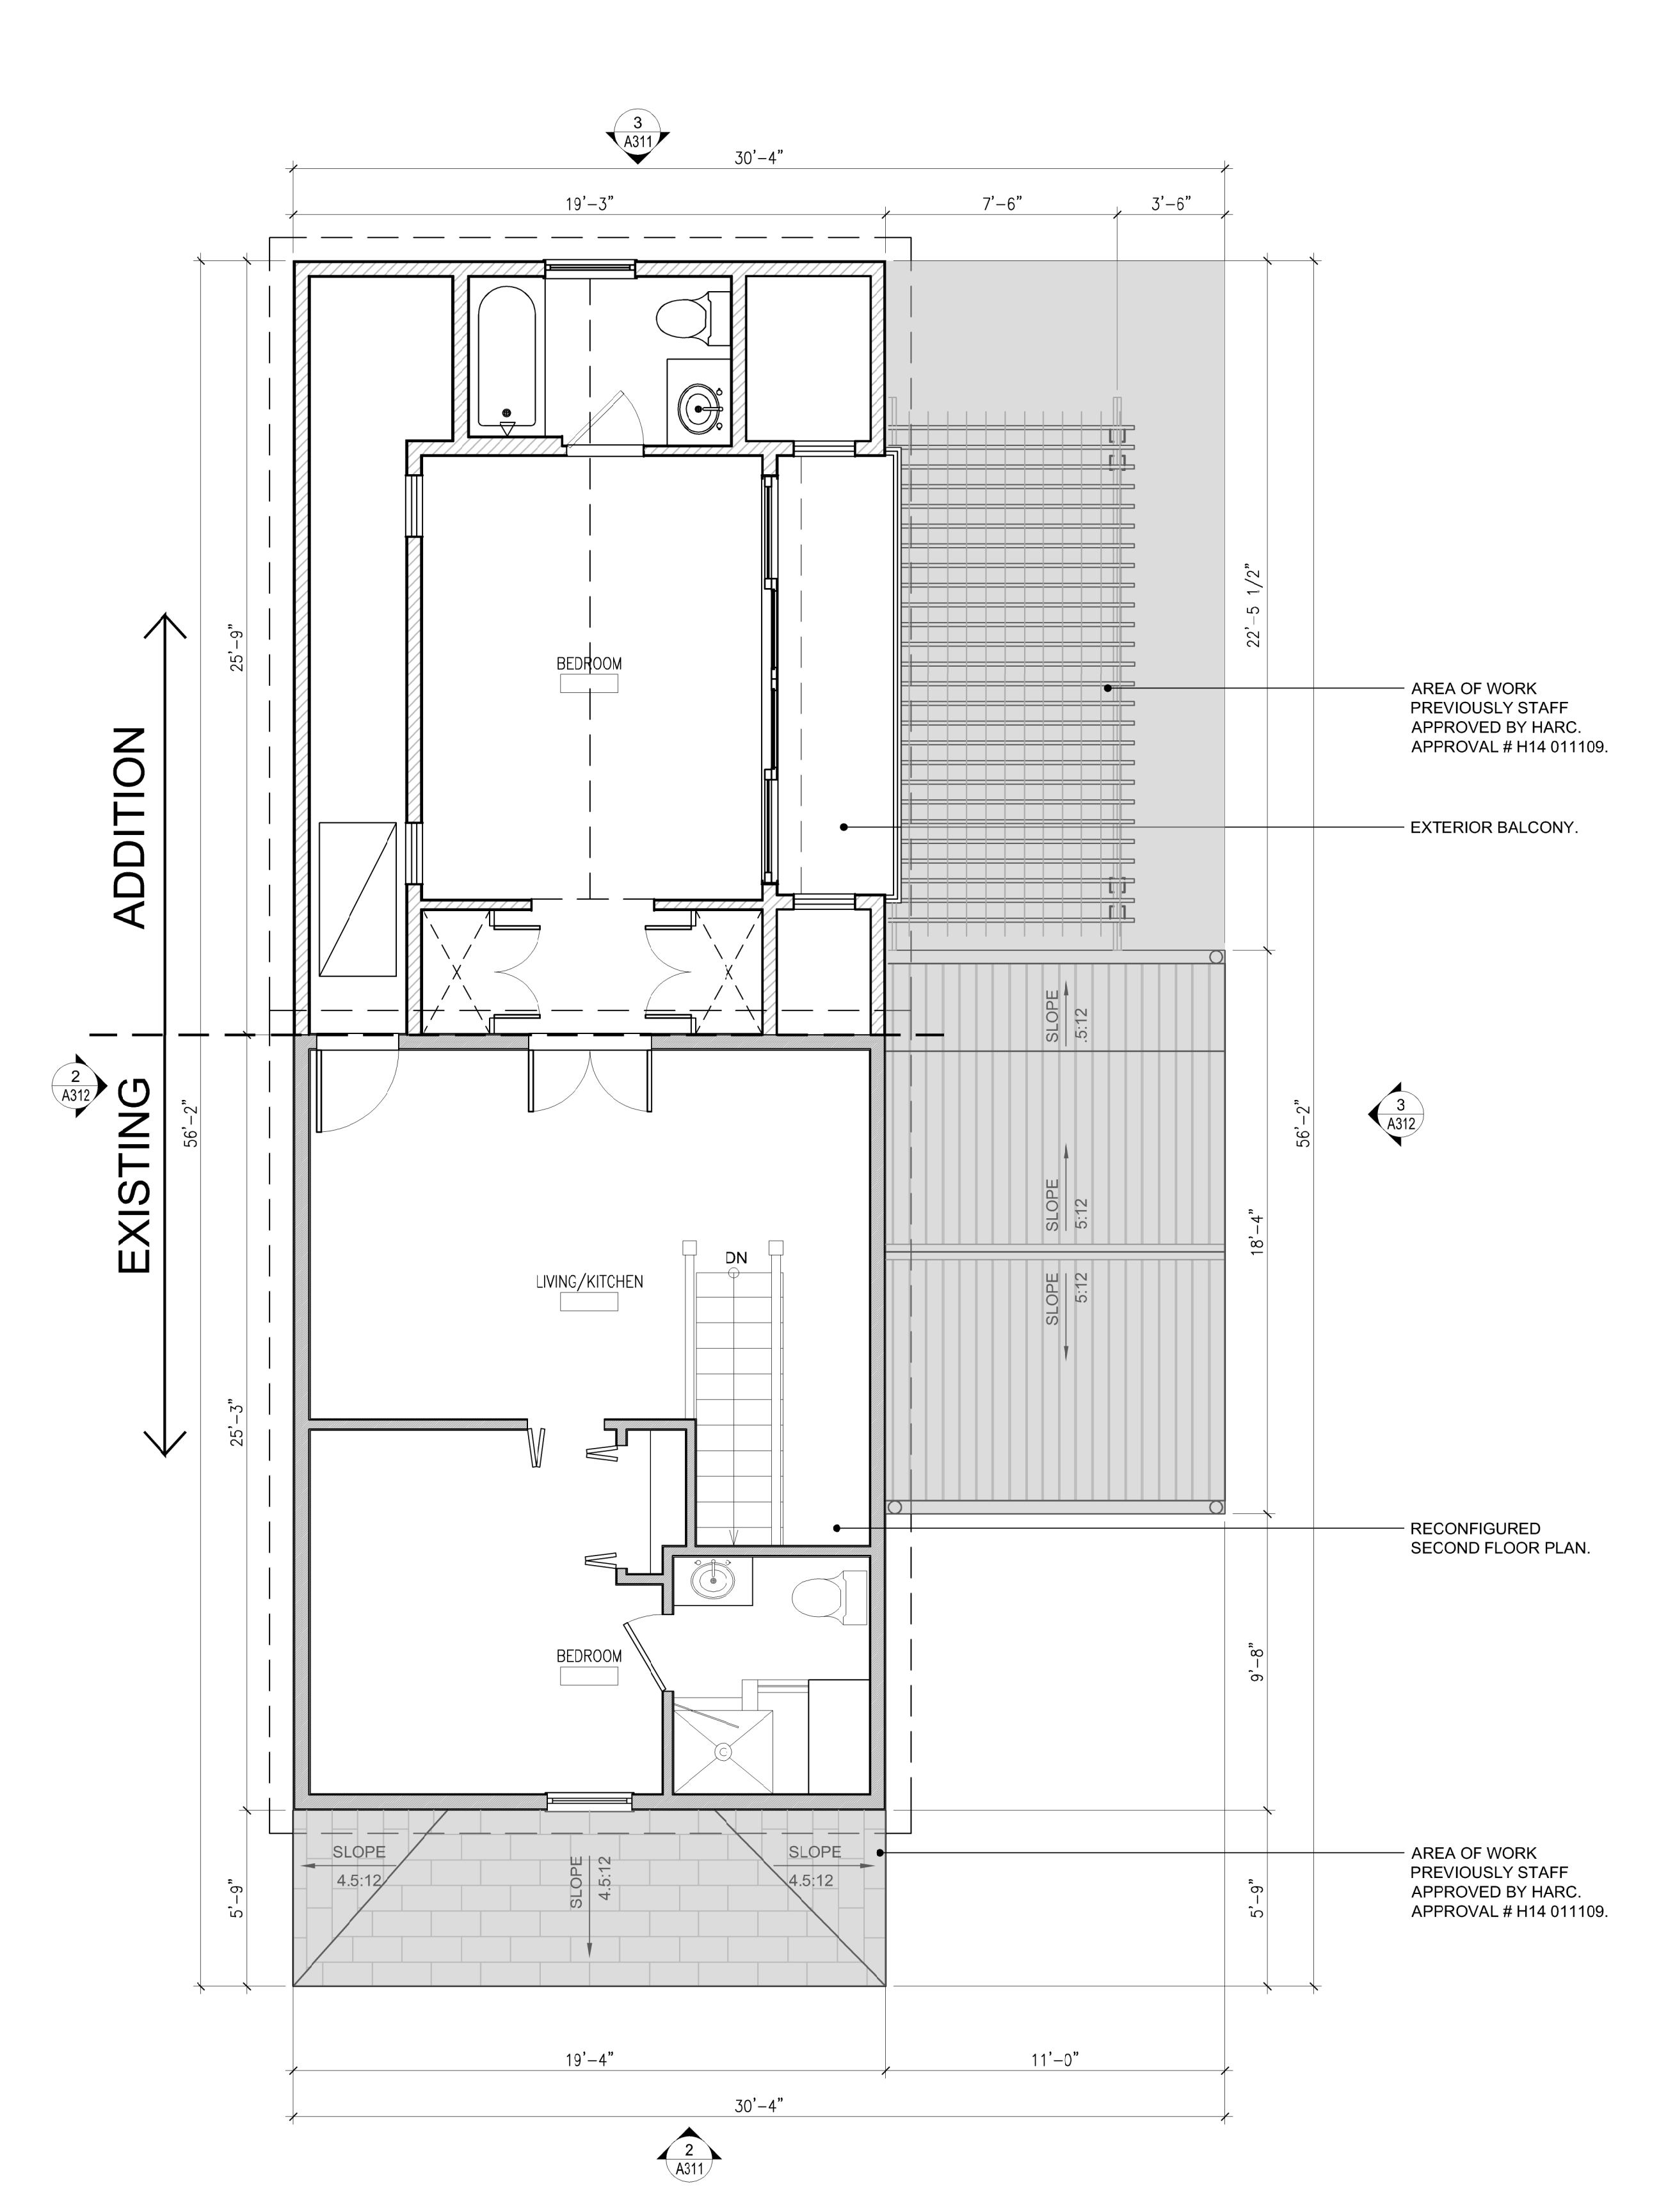 3
A311
30'-4"
19'-3"
7'-6"
3'-6"
22'-5 1/2"
25'-9"
BEDROOM
AREA OF WORK
PREVIOUSLY STAFF
APPROVED BY HARC.
APPROVAL # H14 011109.
ADDITION
EXTERIOR BALCONY.
SLOPE
.5:12
2
A312
EXISTING
56'-2"
56'-2"
3
A312
SLOPE
5:12
18'-4"
DN
LIVING/KITCHEN
SLOPE
5:12
25'-3"
RECONFIGURED
SECOND FLOOR PLAN.
BEDROOM
9'-8"
SLOPE
4.5:12
SLOPE
4.5:12
SLOPE
4.5:12
AREA OF WORK
PREVIOUSLY STAFF
APPROVED BY HARC.
APPROVAL # H14 011109.
5'-9"
5'-9"
19'-4"
11'-0"
30'-4"
2
A311